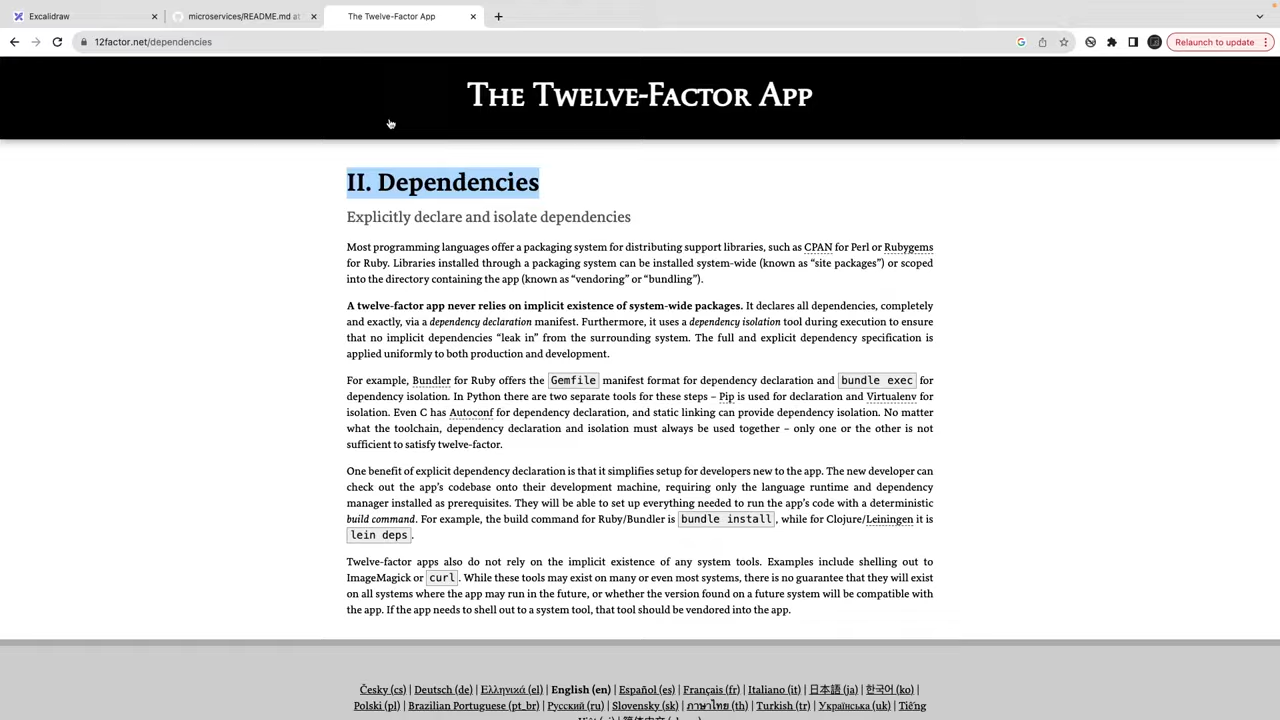 Excalidraw
microservices/README.md at
The Twelve-Factor App
12factor.net/dependencies
Relaunch to update
The Twelve-Factor App
II. Dependencies
Explicitly declare and isolate dependencies
Most programming languages offer a packaging system for distributing support libraries, such as CPAN for Perl or Rubygems
for Ruby. Libraries installed through a packaging system can be installed system-wide (known as “site packages”) or scoped
into the directory containing the app (known as “vendoring” or “bundling”).
A twelve-factor app never relies on implicit existence of system-wide packages. It declares all dependencies, completely
and exactly, via a dependency declaration manifest. Furthermore, it uses a dependency isolation tool during execution to ensure
that no implicit dependencies “leak in” from the surrounding system. The full and explicit dependency specification is
applied uniformly to both production and development.
For example, Bundler for Ruby offers the Gemfile manifest format for dependency declaration and bundle exec for
dependency isolation. In Python there are two separate tools for these steps – Pip is used for declaration and Virtualenv for
isolation. Even C has Autoconf for dependency declaration, and static linking can provide dependency isolation. No matter
what the toolchain, dependency declaration and isolation must always be used together – only one or the other is not
sufficient to satisfy twelve-factor.
One benefit of explicit dependency declaration is that it simplifies setup for developers new to the app. The new developer can
check out the app’s codebase onto their development machine, requiring only the language runtime and dependency
manager installed as prerequisites. They will be able to set up everything needed to run the app’s code with a deterministic
build command. For example, the build command for Ruby/Bundler is bundle install, while for Clojure/Leiningen it is
lein deps.
Twelve-factor apps also do not rely on the implicit existence of any system tools. Examples include shelling out to
ImageMagick or curl. While these tools may exist on many or even most systems, there is no guarantee that they will exist
on all systems where the app may run in the future, or whether the version found on a future system will be compatible with
the app. If the app needs to shell out to a system tool, that tool should be vendored into the app.
Česky (cs) | Deutsch (de) | Ελληνικά (el) | English (en) | Español (es) | Français (fr) | Italiano (it) | 日本語 (ja) | 한국어 (ko) |
Polski (pl) | Brazilian Portuguese (pt_br) | Русский (ru) | Slovensky (sk) | ภาษาไทย (th) | Turkish (tr) | Українська (uk) | Tiếng
Việt (vi) | 简体中文 (zh_cn)